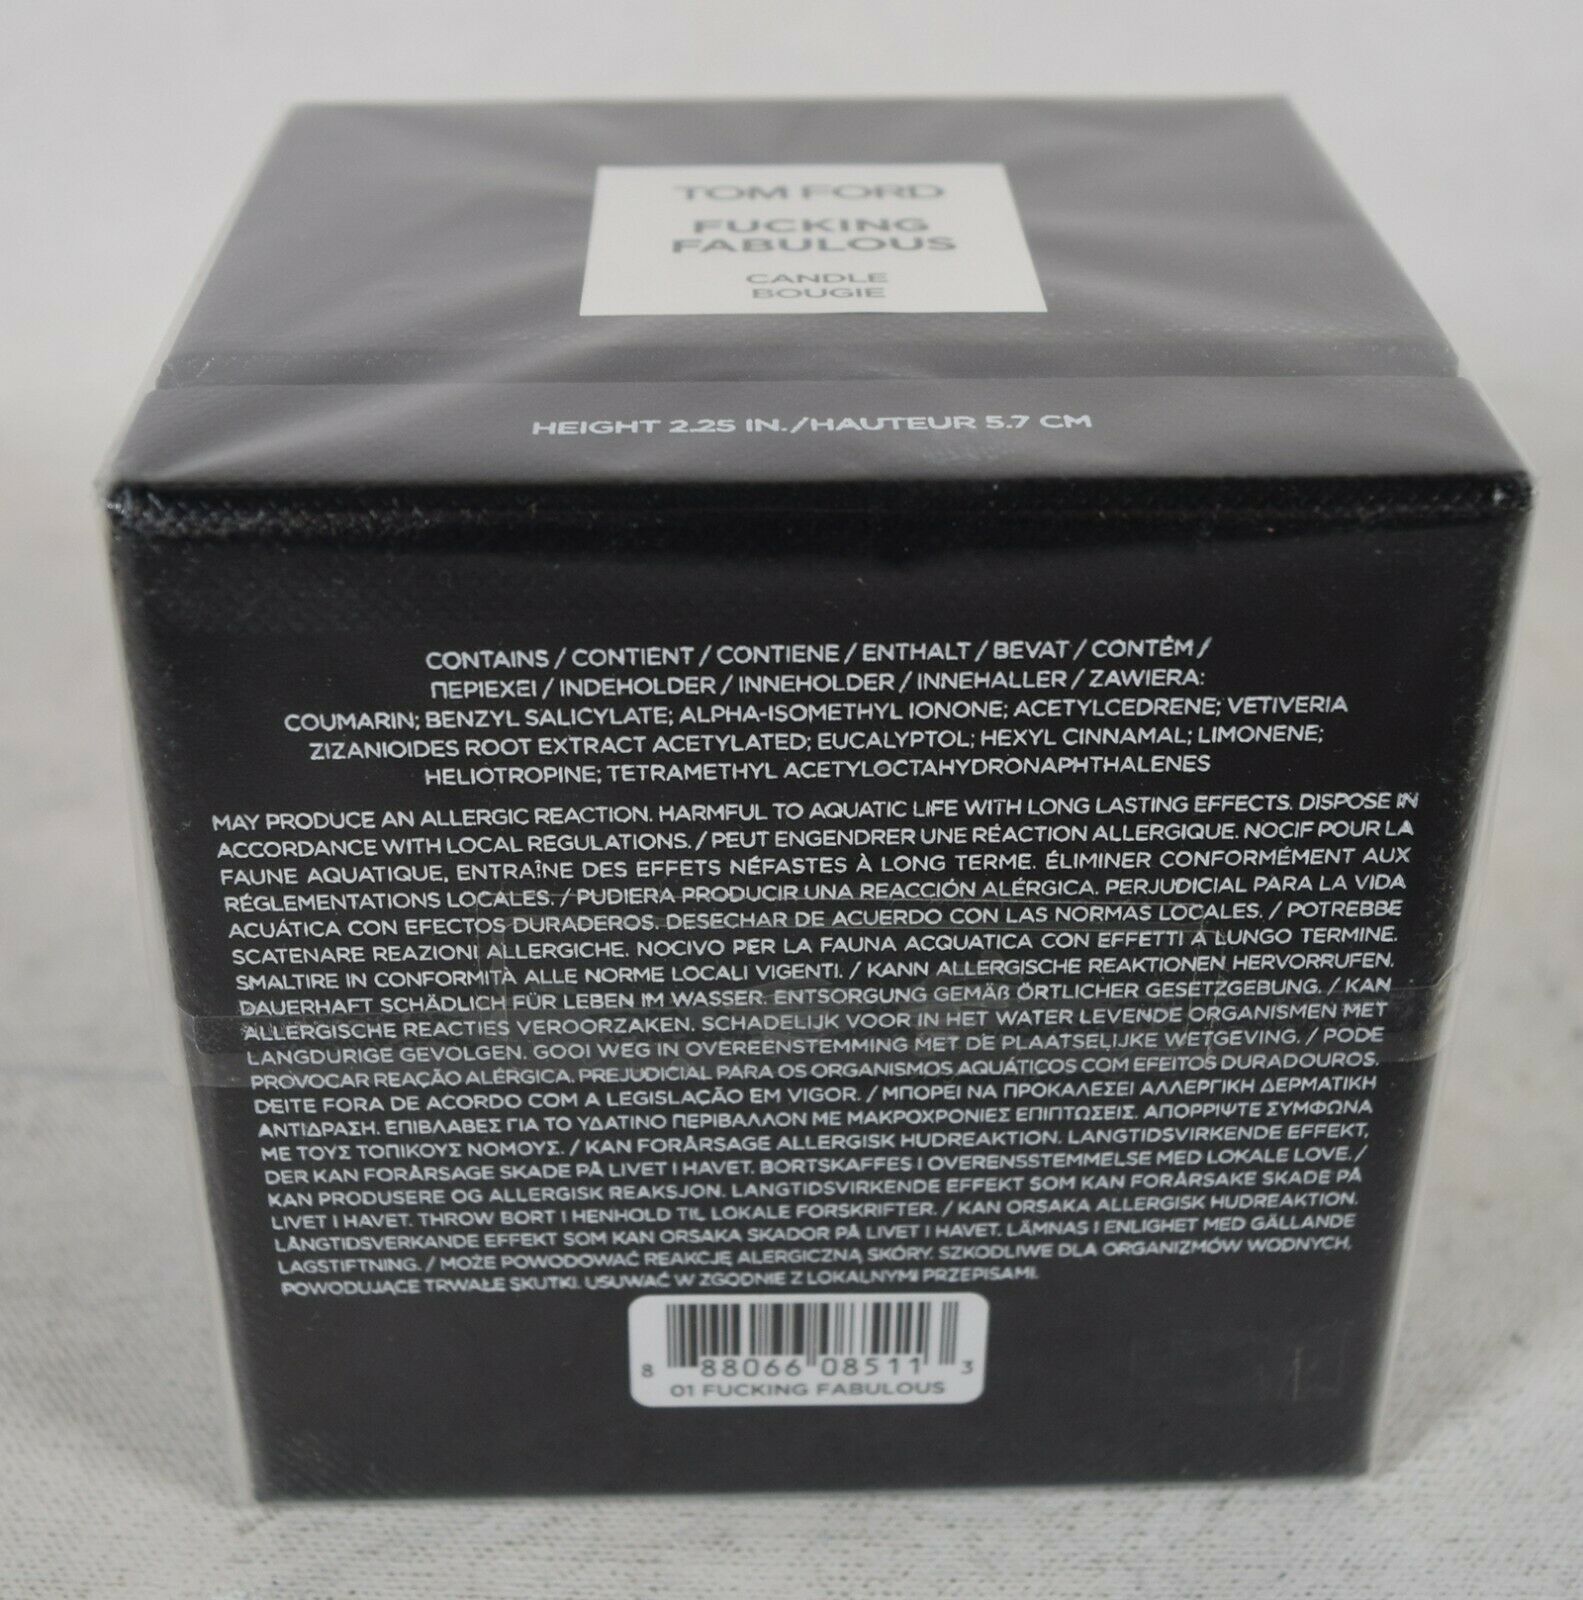 TOM FORD
FUCKING
FABULOUS
CANDLE
BOUGIE
HEIGHT 2.25 IN./HAUTEUR 5.7 CM
CONTAINS / CONTIENT / CONTIENE / ENTHALT / BEVAT / CONTÉM /
ΠΕΡΙΕΧΕΙ / INDEHOLDER / INNEHOLDER / INNEHALLER / ZAWIERA:
COUMARIN; BENZYL SALICYLATE; ALPHA-ISOMETHYL IONONE; ACETYLCEDRENE; VETIVERIA
ZIZANIOIDES ROOT EXTRACT ACETYLATED; EUCALYPTOL; HEXYL CINNAMAL; LIMONENE;
HELIOTROPINE; TETRAMETHYL ACETYLOCTAHYDRONAPHTHALENES
MAY PRODUCE AN ALLERGIC REACTION. HARMFUL TO AQUATIC LIFE WITH LONG LASTING EFFECTS. DISPOSE IN
ACCORDANCE WITH LOCAL REGULATIONS. / PEUT ENGENDRER UNE RÉACTION ALLERGIQUE. NOCIF POUR LA
FAUNE AQUATIQUE, ENTRAÎNE DES EFFETS NÉFASTES À LONG TERME. ÉLIMINER CONFORMÉMENT AUX
RÉGLEMENTATIONS LOCALES. / PUDIERA PRODUCIR UNA REACCIÓN ALÉRGICA. PERJUDICIAL PARA LA VIDA
ACUÁTICA CON EFECTOS DURADEROS. DESECHAR DE ACUERDO CON LAS NORMAS LOCALES. / POTREBBE
SCATENARE REAZIONI ALLERGICHE. NOCIVO PER LA FAUNA ACQUATICA CON EFFETTI A LUNGO TERMINE.
SMALTIRE IN CONFORMITÀ ALLE NORME LOCALI VIGENTI. / KANN ALLERGISCHE REAKTIONEN HERVORRUFEN.
DAUERHAFT SCHÄDLICH FÜR LEBEN IM WASSER. ENTSORGUNG GEMÄß ÖRTLICHER GESETZGEBUNG. / KAN
ALLERGISCHE REACTIES VEROORZAKEN. SCHADELIJK VOOR IN HET WATER LEVENDE ORGANISMEN MET
LANGDURIGE GEVOLGEN. GOOI WEG IN OVEREENSTEMMING MET DE PLAATSELIJKE WETGEVING. / PODE
PROVOCAR REAÇÃO ALÉRGICA. PREJUDICIAL PARA OS ORGANISMOS AQUÁTICOS COM EFEITOS DURADOUROS.
DEITE FORA DE ACORDO COM A LEGISLAÇÃO EM VIGOR. / ΜΠΟΡΕΙ ΝΑ ΠΡΟΚΑΛΕΣΕΙ ΑΛΛΕΡΓΙΚΗ ΔΕΡΜΑΤΙΚΗ
ΑΝΤΙΔΡΑΣΗ. ΕΠΙΒΛΑΒΕΣ ΓΙΑ ΤΟ ΥΔΑΤΙΝΟ ΠΕΡΙΒΑΛΛΟΝ ΜΕ ΜΑΚΡΟΧΡΟΝΙΕΣ ΕΠΙΠΤΩΣΕΙΣ. ΑΠΟΡΡΙΨΤΕ ΣΥΜΦΩΝΑ
ΜΕ ΤΟΥΣ ΤΟΠΙΚΟΥΣ ΝΟΜΟΥΣ. / KAN FORÅRSAGE ALLERGISK HUDREAKTION. LANGTIDSVIRKENDE EFFEKT,
DER KAN FORÅRSAGE SKADE PÅ LIVET I HAVET. BORTSKAFFES I OVERENSSTEMMELSE MED LOKALE LOVE. /
KAN PRODUSERE OG ALLERGISK REAKSJON. LANGTIDSVIRKENDE EFFEKT SOM KAN FORÅRSAKE SKADE PÅ
LIVET I HAVET. THROW BORT I HENHOLD TIL LOKALE FORSKRIFTER. / KAN ORSAKA ALLERGISK HUDREAKTION.
LÅNGTIDSVERKANDE EFFEKT SOM KAN ORSAKA SKADOR PÅ LIVET I HAVET. LÄMNAS I ENLIGHET MED GÄLLANDE
LAGSTIFTNING. / MOŻE POWODOWAĆ REAKCJĘ ALERGICZNĄ SKÓRY. SZKODLIWE DLA ORGANIZMÓW WODNYCH,
POWODUJĄCE TRWAŁE SKUTKI. USUWAĆ W ZGODNIE Z LOKALNYMI PRZEPISAMI.
8 88066 08511 3
01 FUCKING FABULOUS